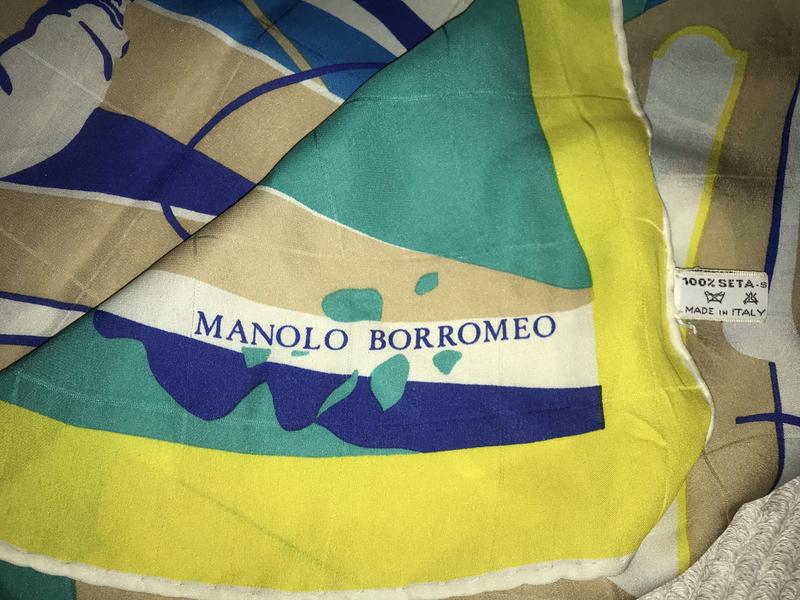 MANOLO BORROMEO
100% SETA-S
MADE IN ITALY